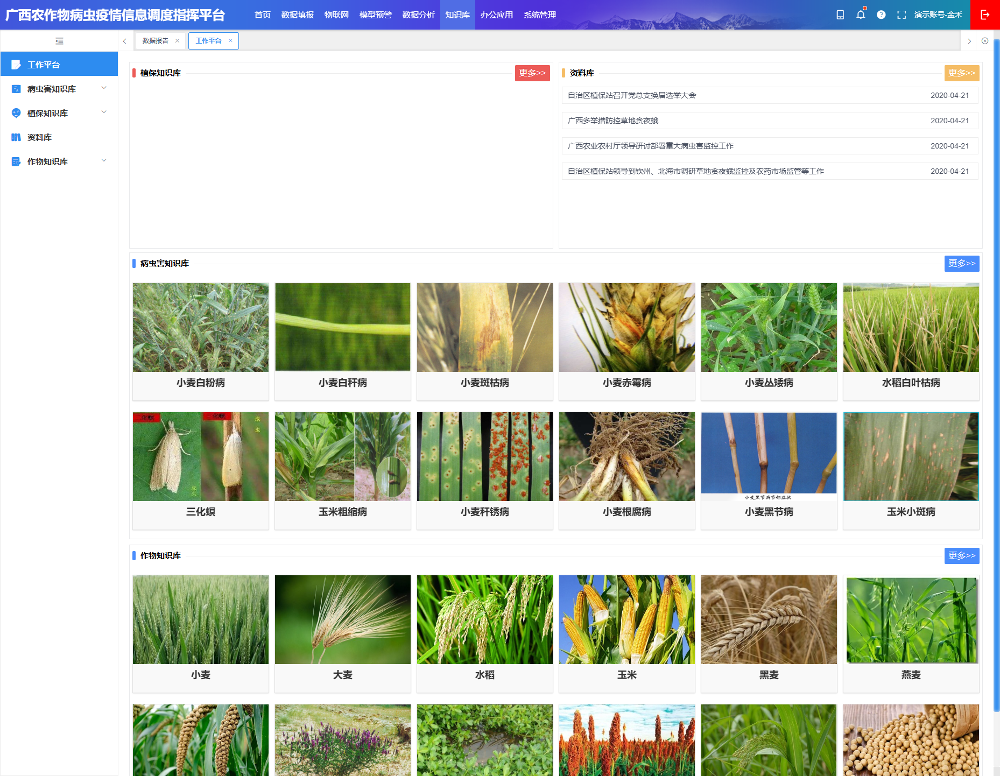 广西农作物病虫疫情信息调度指挥平台
首页 数据填报 物联网 模型预警 数据分析 知识库 办公应用 系统管理
演示账号-金禾
数据报告
工作平台
工作平台
病虫害知识库
植保知识库
资料库
作物知识库
植保知识库
更多>>
资料库
更多>>
自治区植保站召开党总支换届选举大会 2020-04-21
广西多举措防控草地贪夜蛾 2020-04-21
广西农业农村厅领导研讨部署重大病虫害监控工作 2020-04-21
自治区植保站领导到钦州、北海市调研草地贪夜蛾监控及农药市场监管等工作 2020-04-21
病虫害知识库
更多>>
小麦白粉病
小麦白秆病
小麦斑枯病
小麦赤霉病
小麦丛矮病
水稻白叶枯病
二化螟
二化螟
成虫
成虫
小麦黑节病节部症状
三化螟
玉米粗缩病
小麦秆锈病
小麦根腐病
小麦黑节病
玉米小斑病
作物知识库
更多>>
小麦
大麦
水稻
玉米
黑麦
燕麦